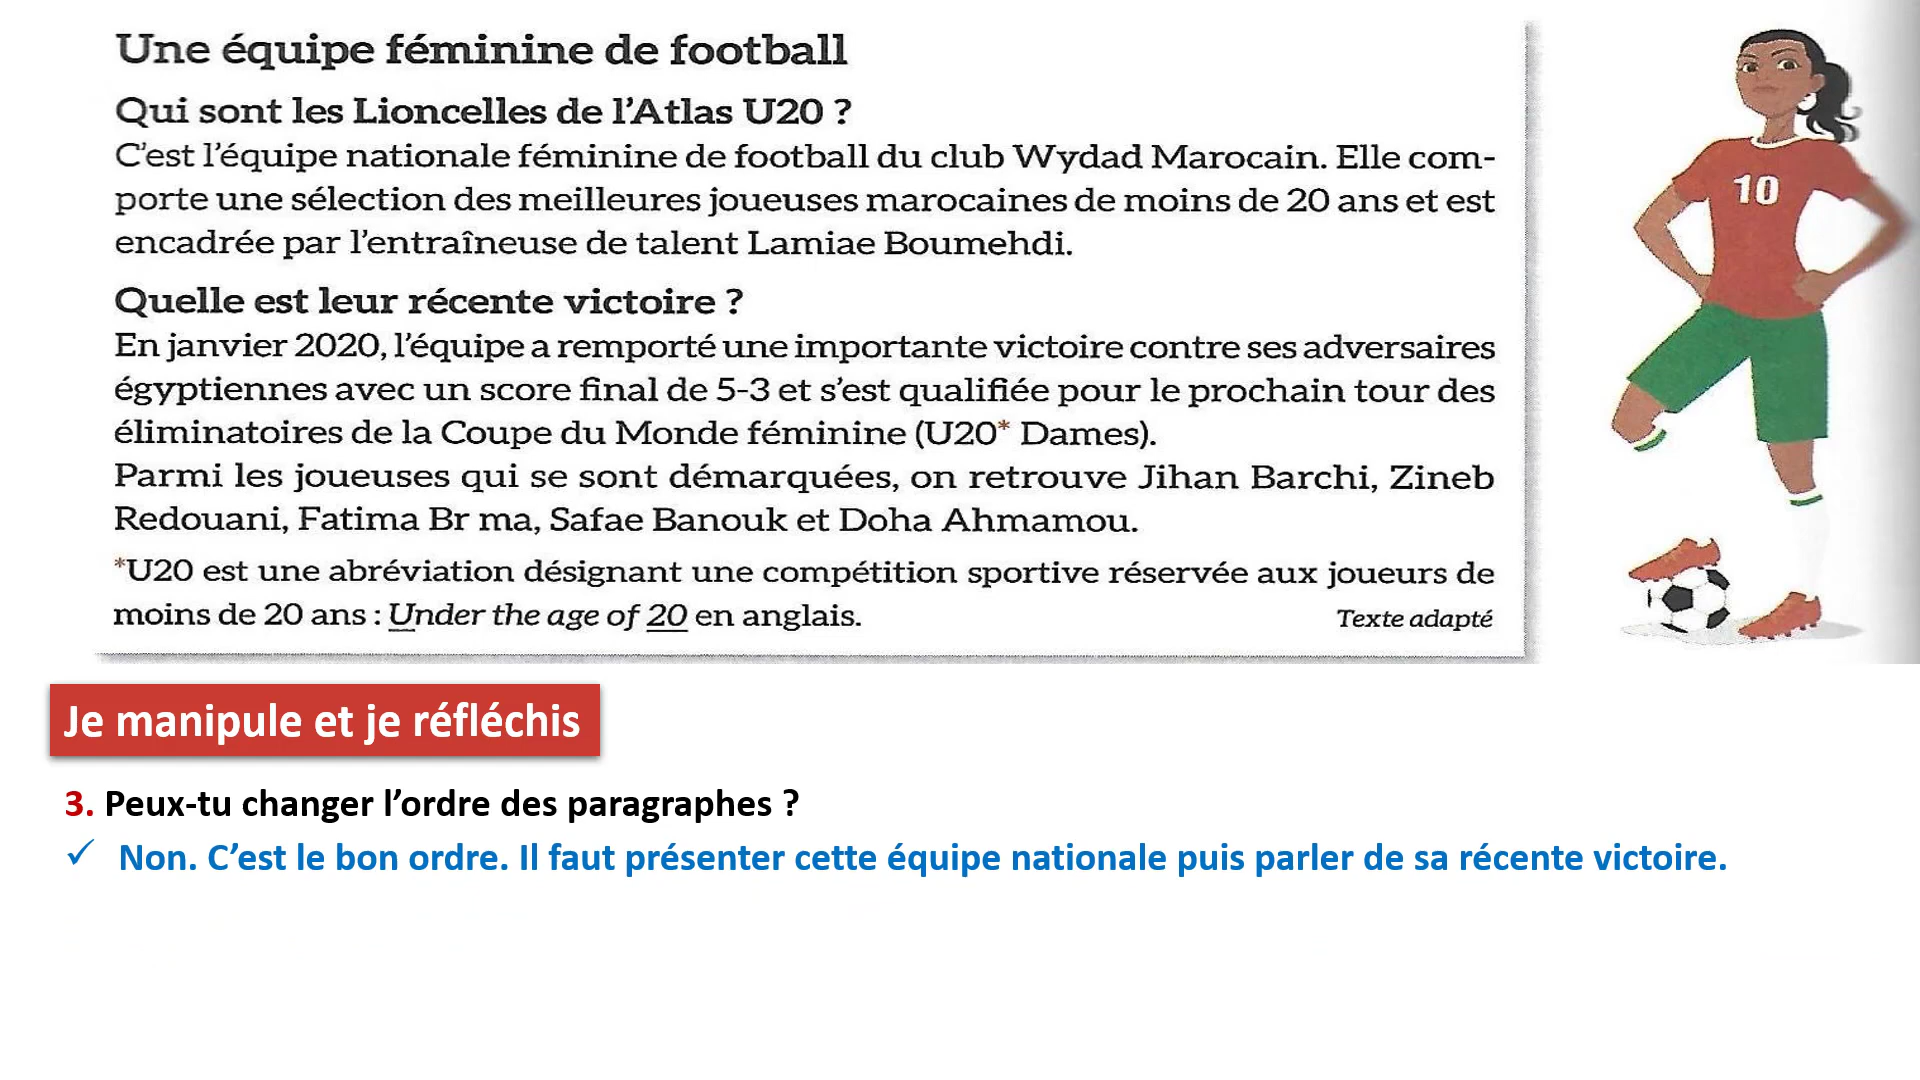 Une équipe féminine de football
Qui sont les Lioncelles de l'Atlas U20 ?
C'est l'équipe nationale féminine de football du club Wydad Marocain. Elle com-
porte une sélection des meilleures joueuses marocaines de moins de 20 ans et est
encadrée par l'entraîneuse de talent Lamiae Boumehdi.
Quelle est leur récente victoire ?
En janvier 2020, l'équipe a remporté une importante victoire contre ses adversaires
égyptiennes avec un score final de 5-3 et s'est qualifiée pour le prochain tour des
éliminatoires de la Coupe du Monde féminine (U20* Dames).
Parmi les joueuses qui se sont démarquées, on retrouve Jihan Barchi, Zineb
Redouani, Fatima Br ma, Safae Banouk et Doha Ahmamou.
*U20 est une abréviation désignant une compétition sportive réservée aux joueurs de
moins de 20 ans : Under the age of 20 en anglais.
Texte adapté
10
Je manipule et je réfléchis
3. Peux-tu changer l’ordre des paragraphes ?
✓ Non. C’est le bon ordre. Il faut présenter cette équipe nationale puis parler de sa récente victoire.